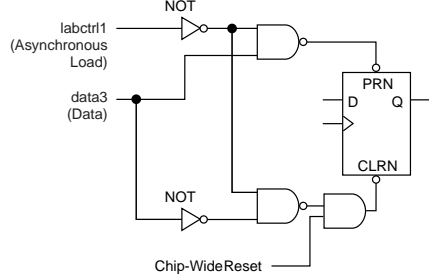 NOT
labctrl1
(Asynchronous
Load)
PRN
D Q
data3
(Data)
CLRN
NOT
Chip-Wide Reset